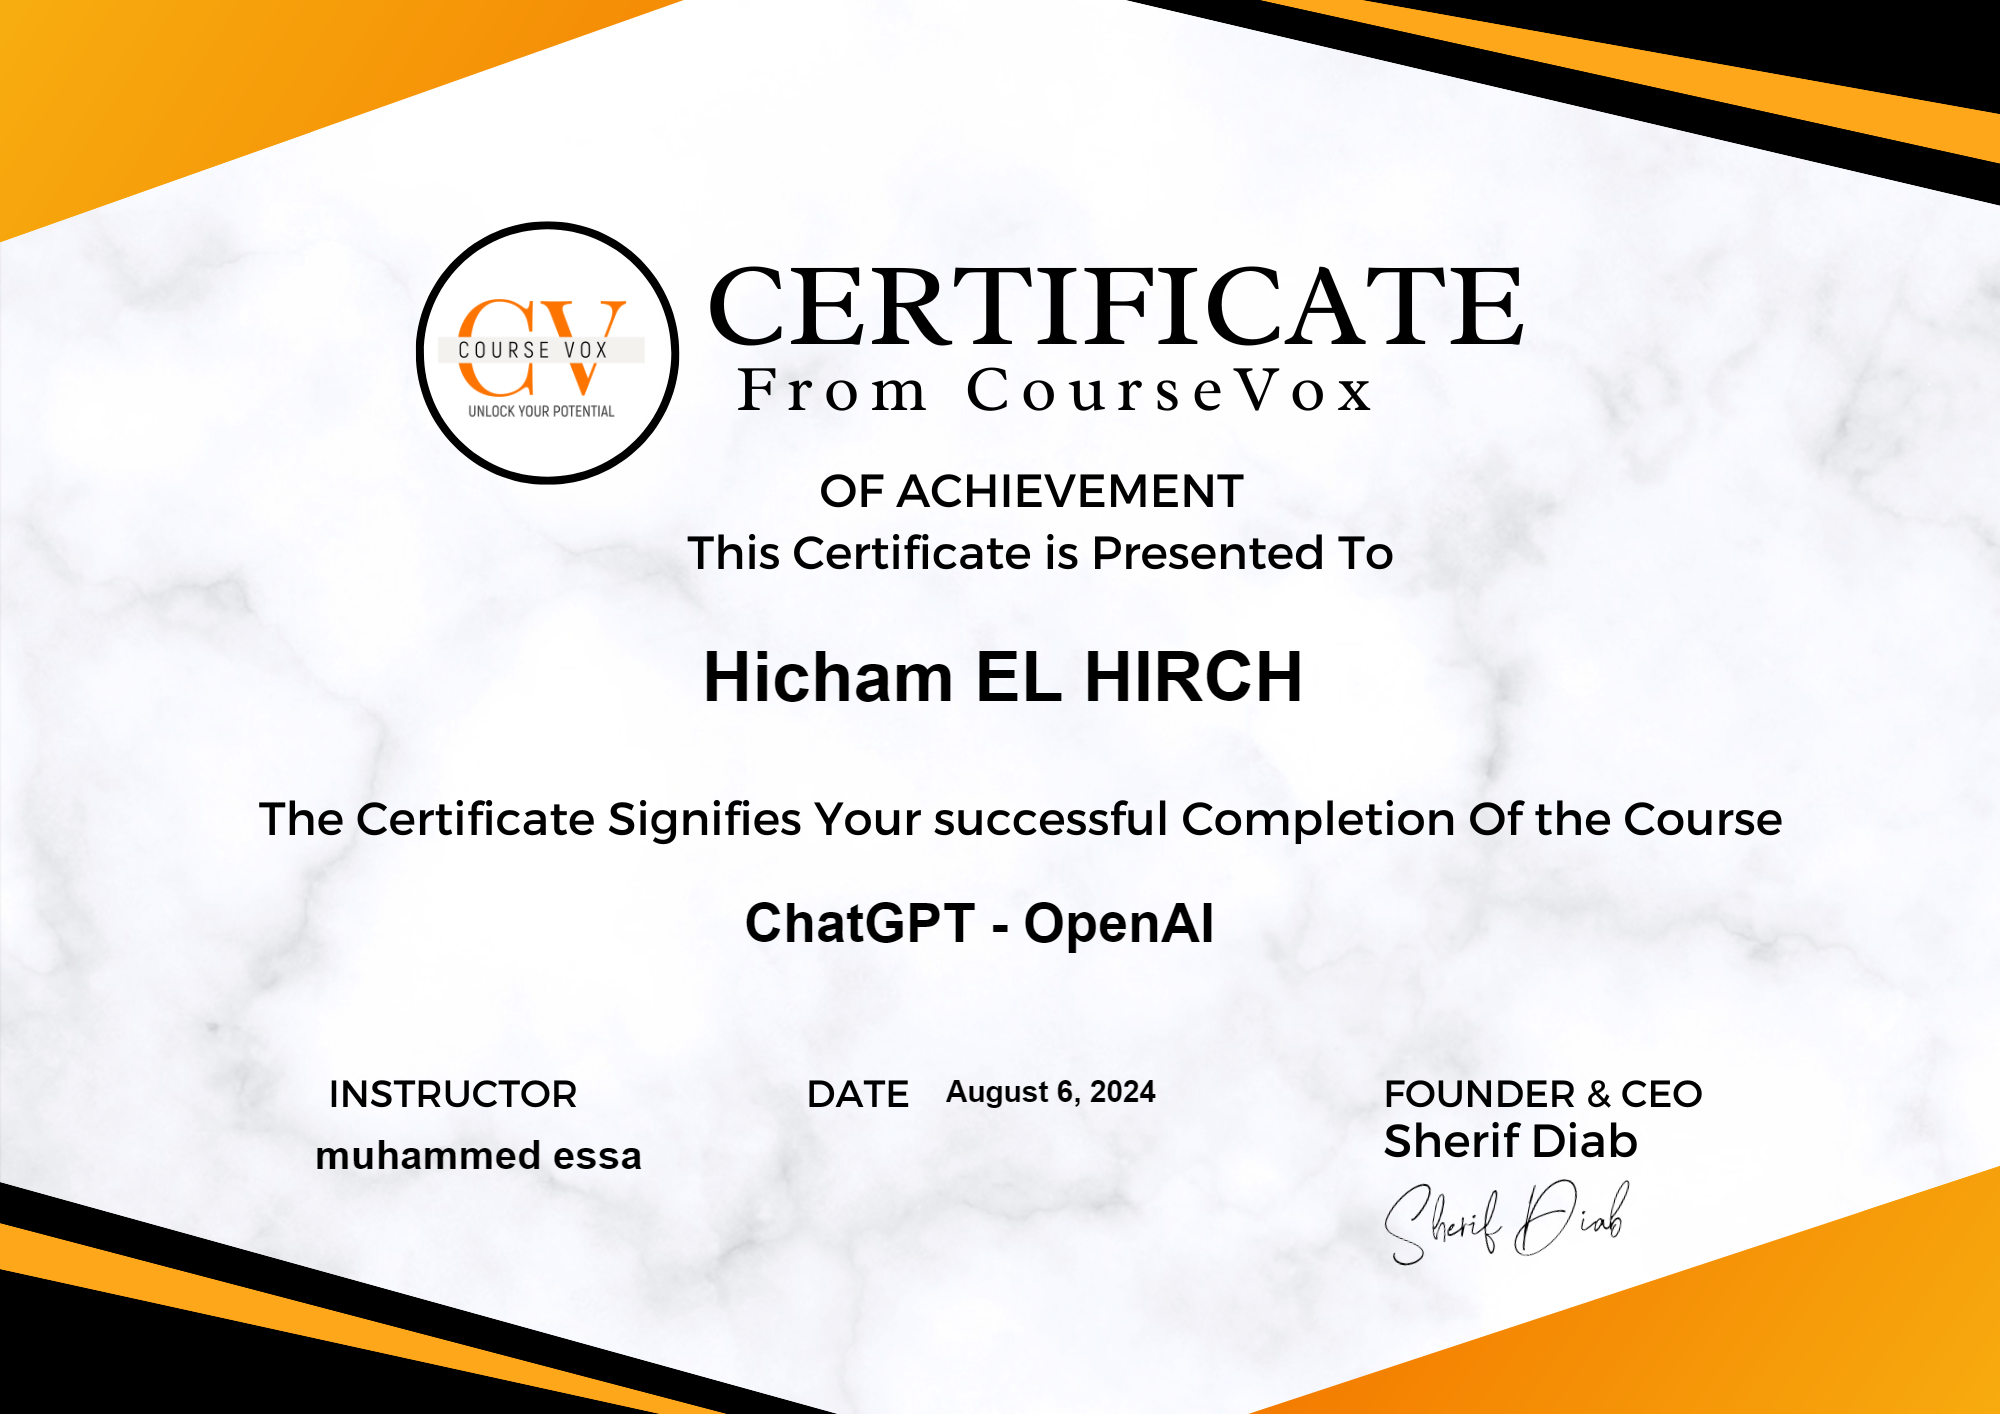 CV
COURSE VOX
UNLOCK YOUR POTENTIAL
CERTIFICATE
From CourseVox
OF ACHIEVEMENT
This Certificate is Presented To
Hicham EL HIRCH
The Certificate Signifies Your successful Completion Of the Course
ChatGPT - OpenAI
INSTRUCTOR
muhammed essa
DATE August 6, 2024
FOUNDER & CEO
Sherif Diab
Sherif Diab